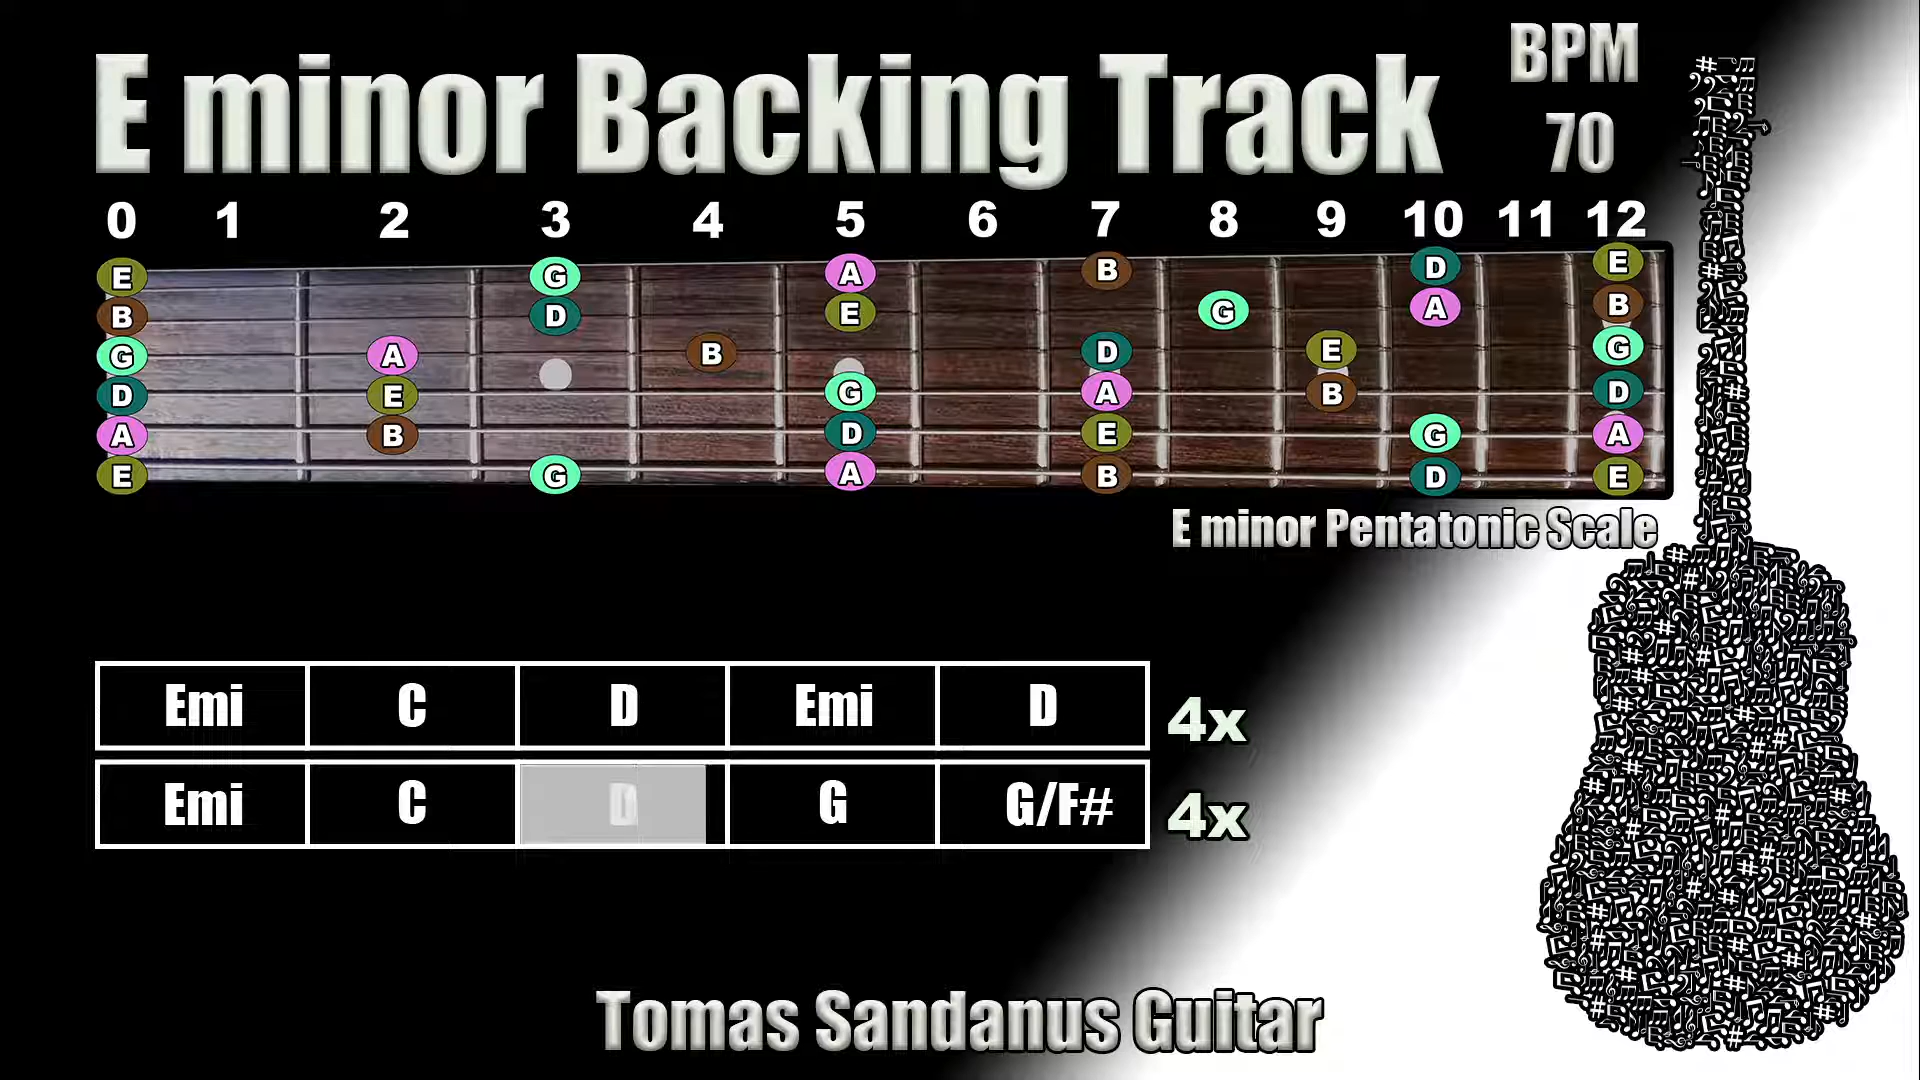 E minor Backing Track
BPM
70
0 1 2 3 4 5 6 7 8 9 10 11 12
E G A B D E
B D E G A B
G A B D E G
D E G A B D
A B D E G A
E G A B D E
E minor Pentatonic Scale
Emi C D Emi D 4x
Emi C D G G/F# 4x
Tomas Sandanus Guitar